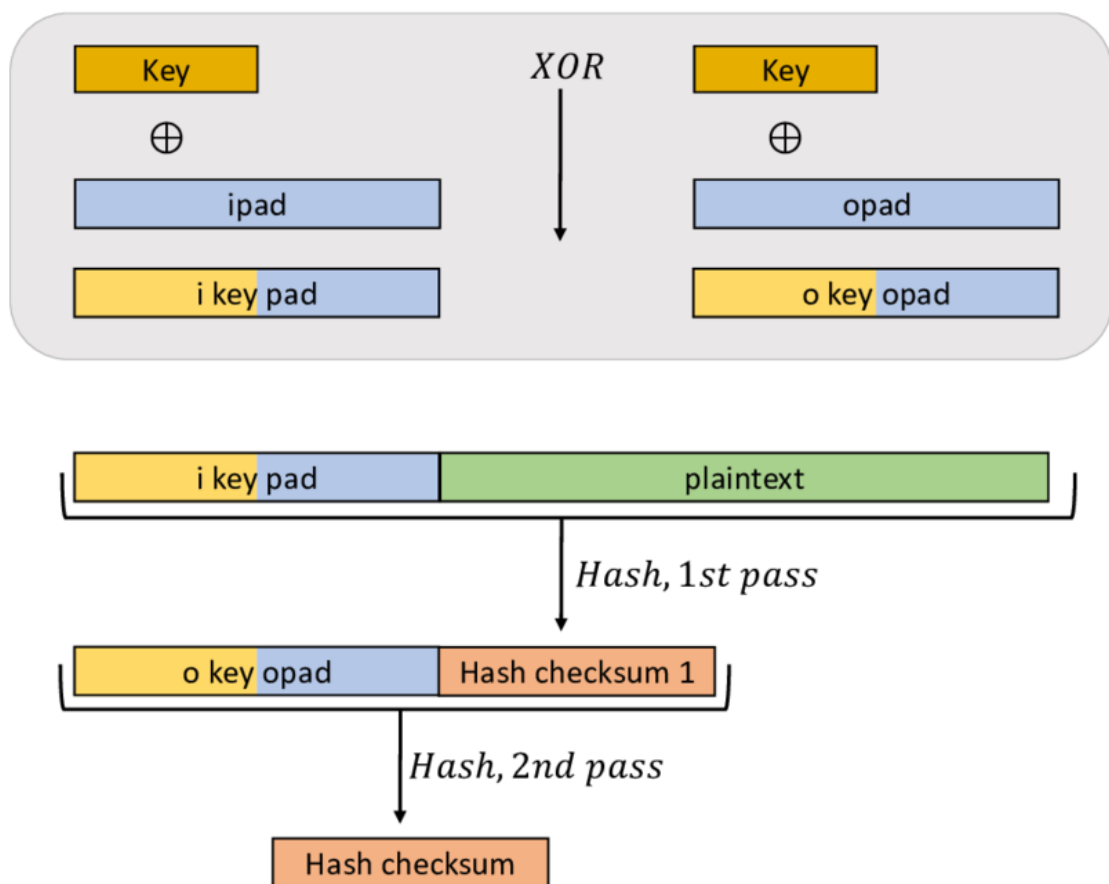 Key
XOR
Key
⊕
⊕
ipad
opad
i key pad
o key opad
i key pad
plaintext
Hash, 1st pass
o key opad
Hash checksum 1
Hash, 2nd pass
Hash checksum